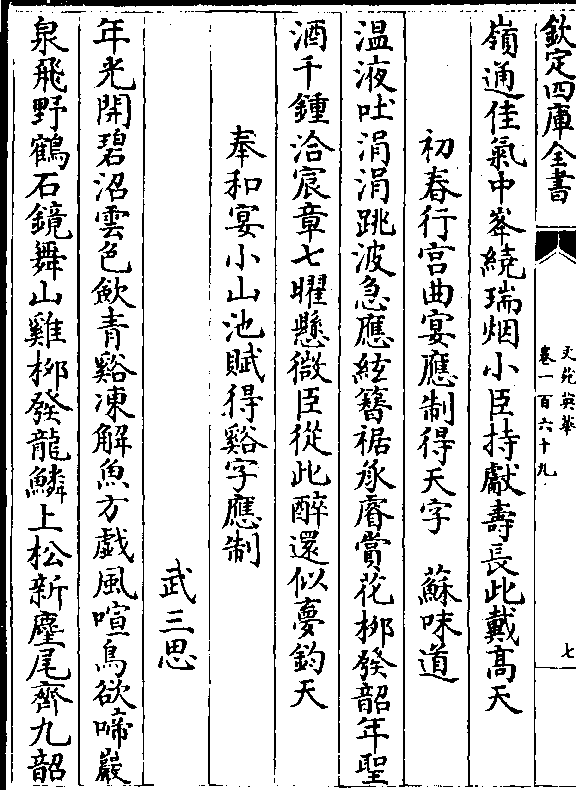 欽定四庫全書
文苑英華
卷一百六十九
七
嶺通佳氣中峯繞瑞烟小臣持獻壽長此戴髙天
初春行宫曲宴應制得天字 蘇味道
温液吐涓涓跳波急應絃簪裾承睿賞花栁發韶年聖
酒千鍾洽宸章七曜懸微臣從此醉還似夢鈞天
奉和宴小山池賦得谿字應制
武三思
年光開碧沼雲色歛青谿凍解魚方戯風喧鳥欲啼巖
泉飛野鶴石鏡舞山雞栁發龍鱗上松新麈尾齊九韶